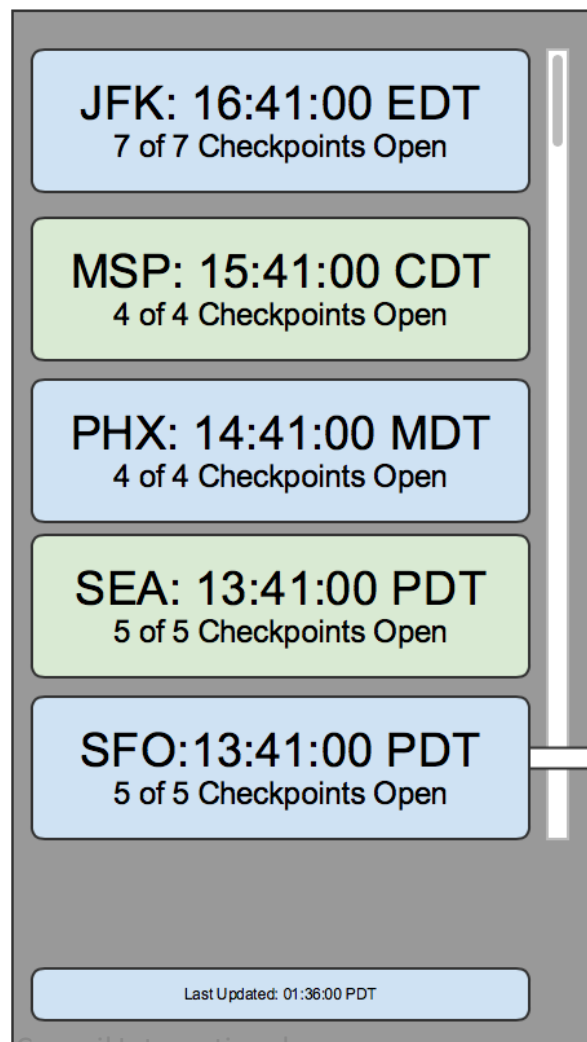 JFK: 16:41:00 EDT
7 of 7 Checkpoints Open
MSP: 15:41:00 CDT
4 of 4 Checkpoints Open
PHX: 14:41:00 MDT
4 of 4 Checkpoints Open
SEA: 13:41:00 PDT
5 of 5 Checkpoints Open
SFO:13:41:00 PDT
5 of 5 Checkpoints Open
Last Updated: 01:36:00 PDT